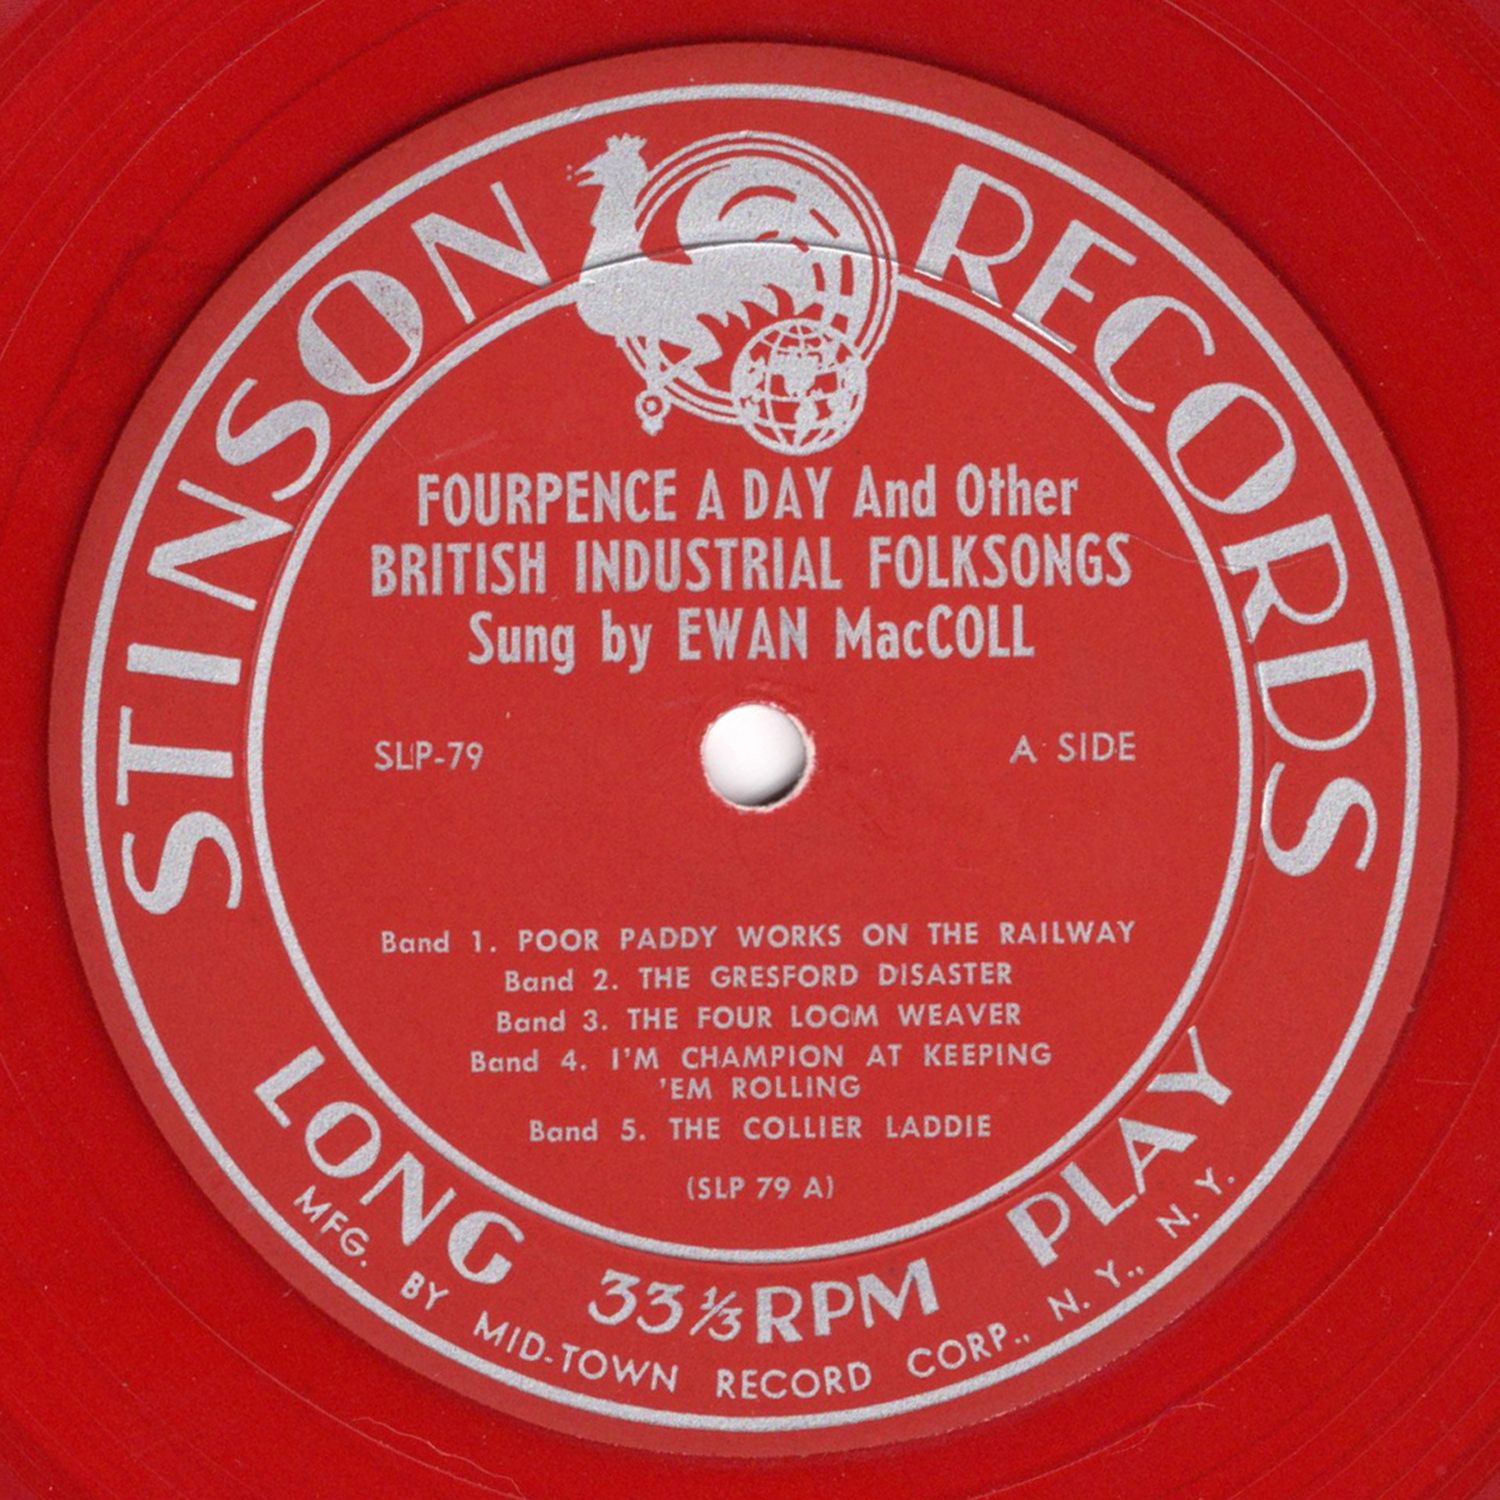 STINSON RECORDS
FOURPENCE A DAY And Other
BRITISH INDUSTRIAL FOLKSONGS
Sung by EWAN MacCOLL
SLP-79
A SIDE
Band 1. POOR PADDY WORKS ON THE RAILWAY
Band 2. THE GRESFORD DISASTER
Band 3. THE FOUR LOOM WEAVER
Band 4. I'M CHAMPION AT KEEPING
'EM ROLLING
Band 5. THE COLLIER LADDIE
(SLP 79 A)
LONG 33⅓ RPM PLAY
MFG. BY MID-TOWN RECORD CORP., N. Y., N. Y.